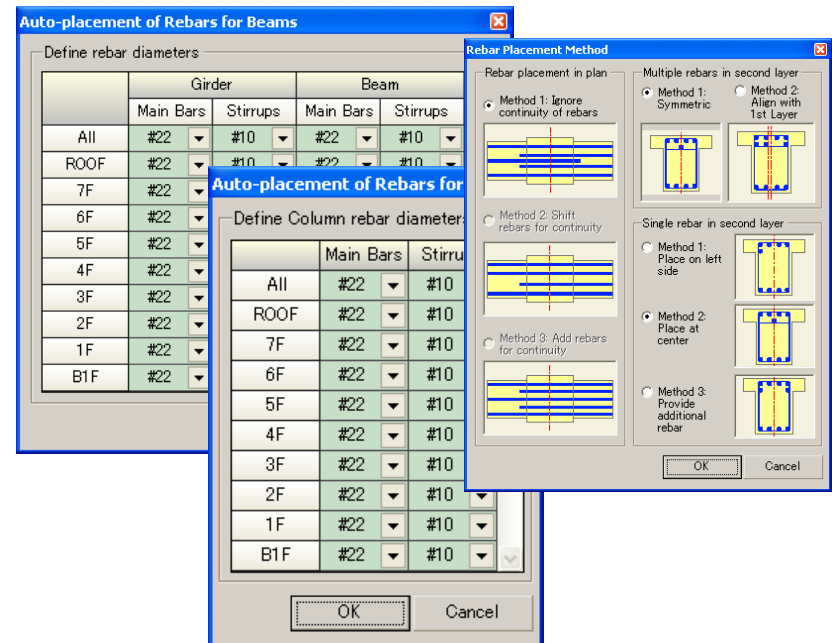 Auto-placement of Rebars for Beams
Define rebar diameters
Girder Beam
Main Bars Stirrups Main Bars Stirrups
All #22 #10 #22 #10
ROOF #22 #10 #22 #10
7F #22
6F #22
5F #22
4F #22
3F #22
2F #22
1F #22
B1F #22
Auto-placement of Rebars for
Define Column rebar diameter
Main Bars Stirru
All #22 #10
ROOF #22 #10
7F #22 #10
6F #22 #10
5F #22 #10
4F #22 #10
3F #22 #10
2F #22 #10
1F #22 #10
B1F #22 #10
OK Cancel
Rebar Placement Method
Rebar placement in plan
Method 1: Ignore
continuity of rebars
Method 2: Shift
rebars for continuity
Method 3: Add rebars
for continuity
Multiple rebars in second layer
Method 1:
Symmetric
Method 2:
Align with
1st Layer
Single rebar in second layer
Method 1:
Place on left
side
Method 2:
Place at
center
Method 3:
Provide
additional
rebar
OK Cancel